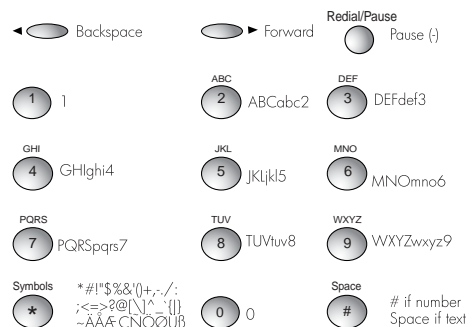 Backspace
Forward
Redial/Pause
Pause (-)
1 1
ABC
2 ABCabc2
DEF
3 DEFdef3
GHI
4 GHIghi4
JKL
5 JKLjkl5
MNO
6 MNOmno6
PQRS
7 PQRSpqrs7
TUV
8 TUVtuv8
WXYZ
9 WXYZwxyz9
Symbols
* *#!"$%&'()+,-./:
;<=>?@[\]^_`{|}
~ÄÅÆÇÑÖØÜß
0 0
Space
# # if number
Space if text